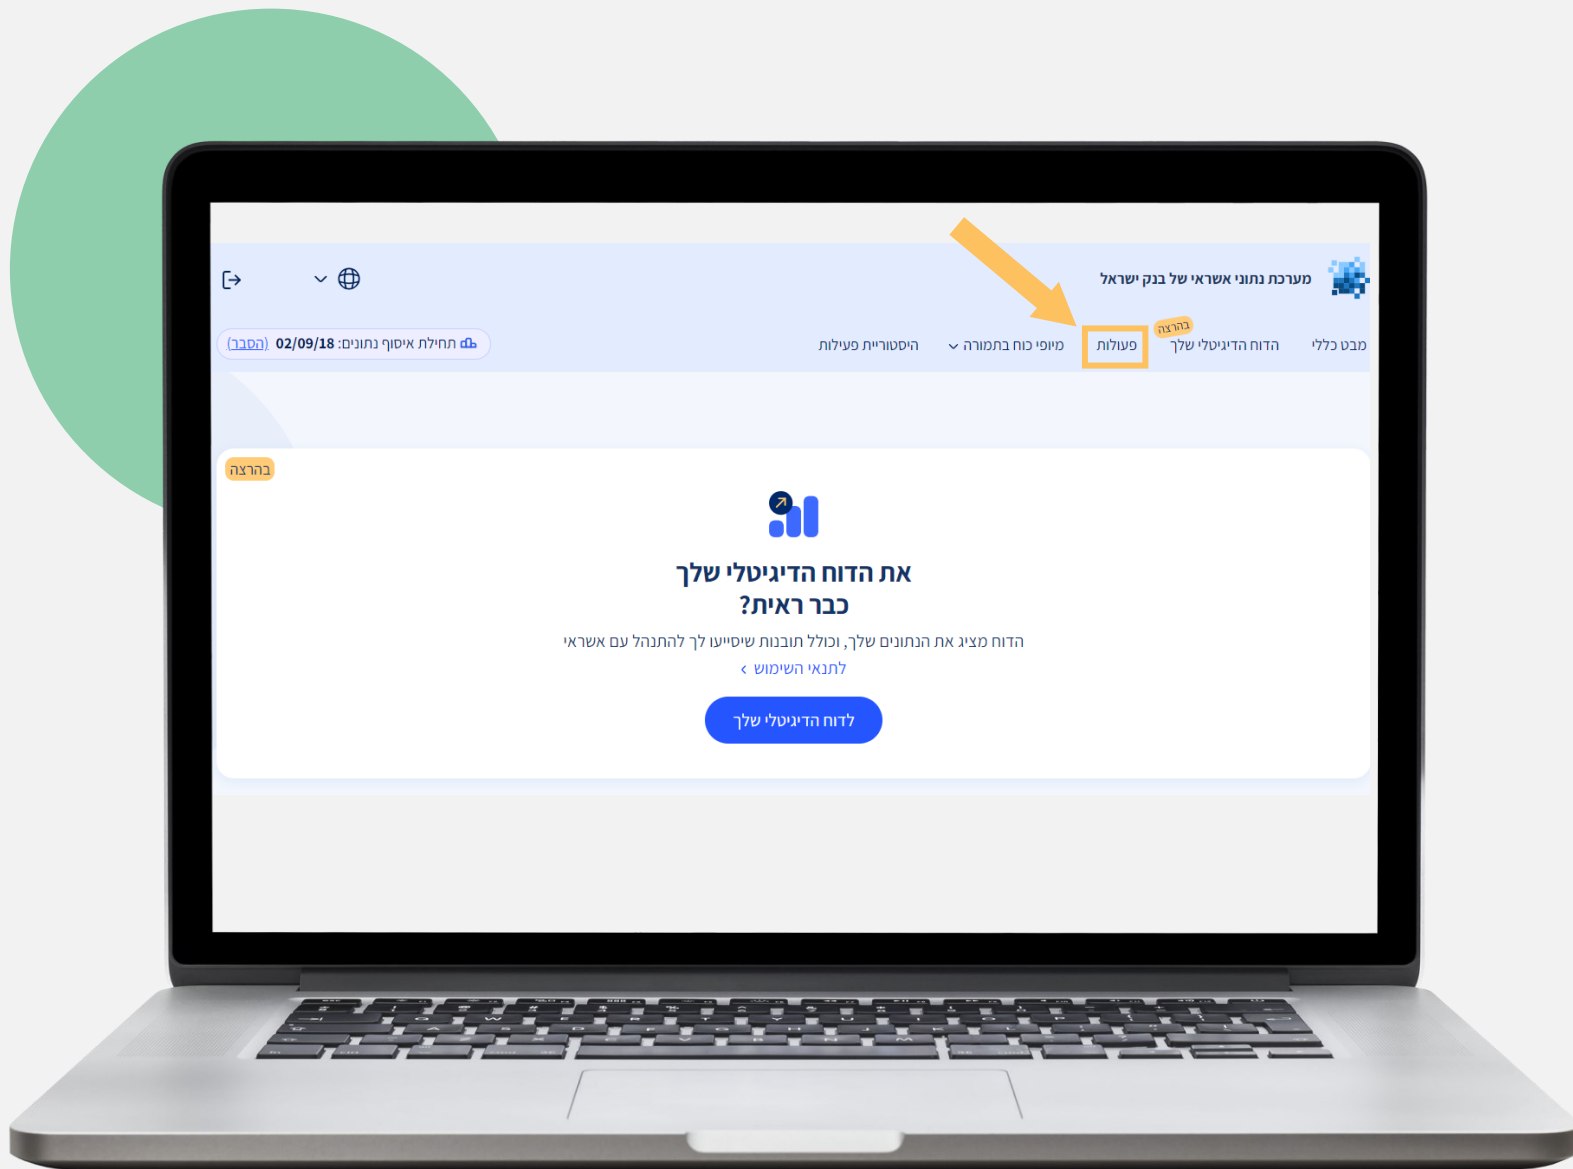 מערכת נתוני אשראי של בנק ישראל
מבט כללי
הדוח הדיגיטלי שלך
בהרצה
פעולות
מיופי כוח בתמורה
היסטוריית פעילות
תחילת איסוף נתונים: 02/09/18 (הסבר)
בהרצה
את הדוח הדיגיטלי שלך
כבר ראית?
הדוח מציג את הנתונים שלך, וכולל תובנות שיסייעו לך להתנהל עם אשראי
לתנאי השימוש
לדוח הדיגיטלי שלך